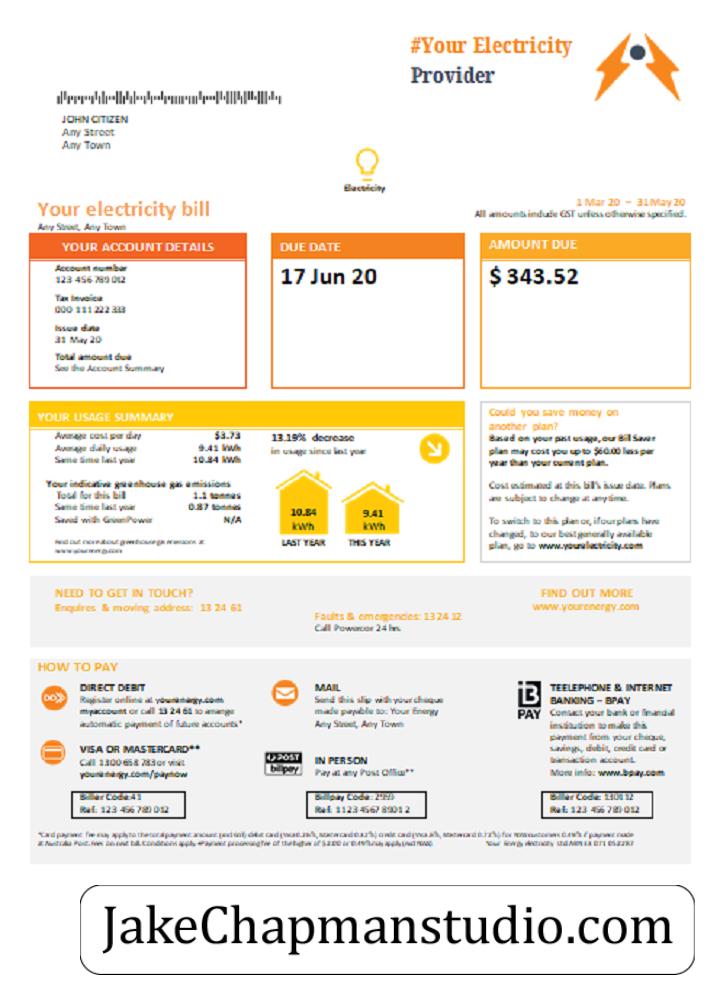 #Your Electricity
Provider
JOHN CITIZEN
Any Street
Any Town
Electricity
Your electricity bill
Any Street, Any Town
1 Mar 20 – 31 May 20
All amounts include GST unless otherwise specified.
YOUR ACCOUNT DETAILS
Account number
123 456 789 012
Tax Invoice
000 111 222 333
Issue date
31 May 20
Total amount due
See the Account Summary
DUE DATE
17 Jun 20
AMOUNT DUE
$ 343.52
YOUR USAGE SUMMARY
Average cost per day $3.73
Average daily usage 9.41 kWh
Same time last year 10.84 kWh
Your indicative greenhouse gas emissions
Total for this bill 1.1 tonnes
Same time last year 0.87 tonnes
Saved with GreenPower N/A
Find out more about greenhouse gas emissions at
www.yourenergy.com
13.19% decrease
in usage since last year
10.84
kWh
9.41
kWh
LAST YEAR THIS YEAR
Could you save money on
another plan?
Based on your past usage, our Bill Saver
plan may cost you up to $60.00 less per
year than your current plan.
Cost estimated at this bill's issue date. Plans
are subject to change at any time.
To switch to this plan or, if our plans have
changed, to our best generally available
plan, go to www.yourelectricity.com
NEED TO GET IN TOUCH?
Enquires & moving address: 13 24 61
Faults & emergencies: 13 24 12
Call Powercor 24 hrs.
FIND OUT MORE
www.yourenergy.com
HOW TO PAY
DIRECT DEBIT
Register online at yourenergy.com
myaccount or call 13 24 61 to arrange
automatic payment of future accounts*
VISA OR MASTERCARD**
Call 1300 658 783 or visit
yourenergy.com/paynow
Biller Code: 41
Ref: 123 456 789 012
MAIL
Send this slip with your cheque
made payable to: Your Energy
Any Street, Any Town
POST
billpay
IN PERSON
Pay at any Post Office**
Billpay Code: 2959
Ref: 1123 4567 8901 2
B
PAY
TEELEPHONE & INTERNET
BANKING – BPAY
Contact your bank or financial
institution to make this
payment from your cheque,
savings, debit, credit card or
transaction account.
More info: www.bpay.com
Biller Code: 130112
Ref: 123 456 789 012
*Card payment fee may apply to the total payment amount
at Australia Post. Fees on next bill. Conditions apply
JakeChapmanstudio.com